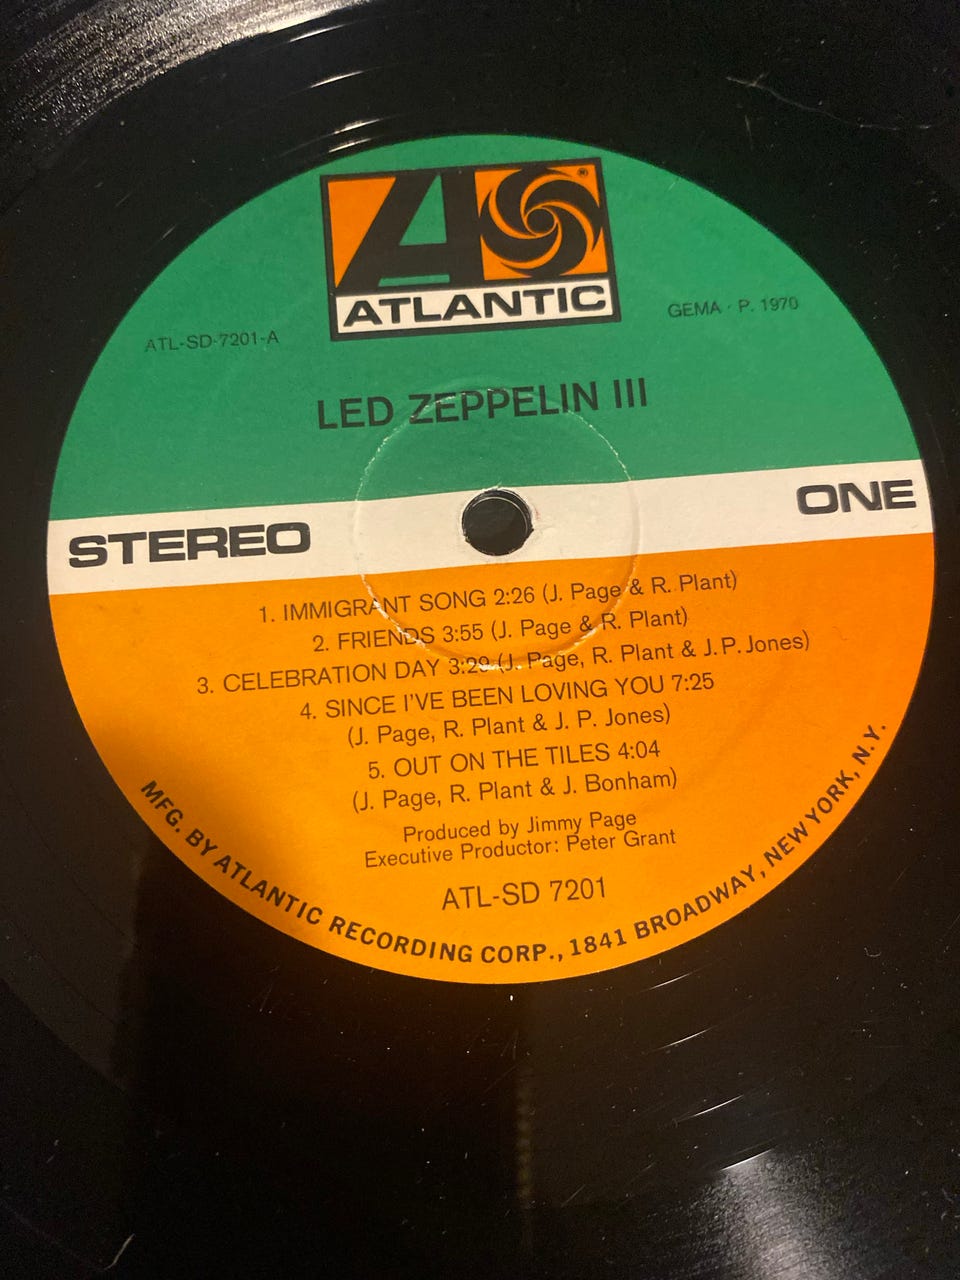 ATLANTIC
®
ATL-SD-7201-A
GEMA · P. 1970
LED ZEPPELIN III
STEREO
ONE
1. IMMIGRANT SONG 2:26 (J. Page & R. Plant)
2. FRIENDS 3:55 (J. Page & R. Plant)
3. CELEBRATION DAY 3:29 (J. Page, R. Plant & J.P. Jones)
4. SINCE I'VE BEEN LOVING YOU 7:25
(J. Page, R. Plant & J. P. Jones)
5. OUT ON THE TILES 4:04
(J. Page, R. Plant & J. Bonham)
Produced by Jimmy Page
Executive Productor: Peter Grant
ATL-SD 7201
MFG. BY ATLANTIC RECORDING CORP., 1841 BROADWAY, NEW YORK, N.Y.